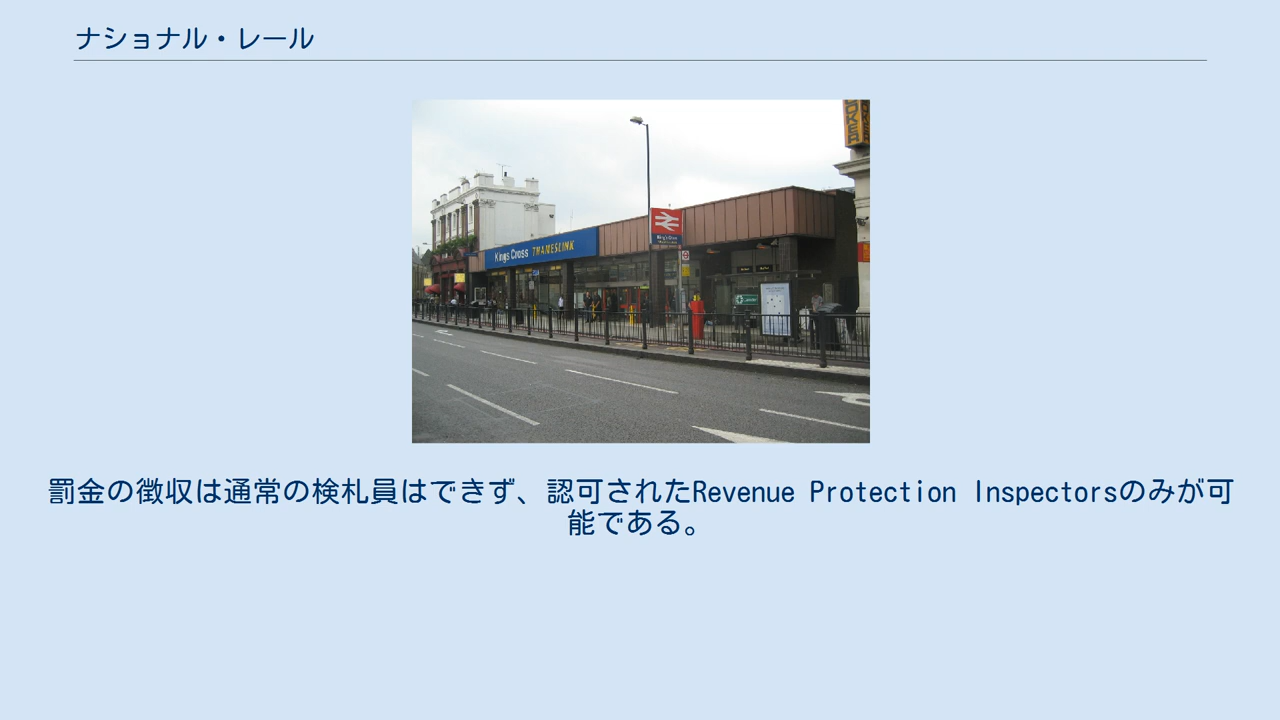 ナショナル・レール
Kings Cross THAMESLINK
罰金の徴収は通常の検札員はできず、認可されたRevenue Protection Inspectorsのみが可
能である。